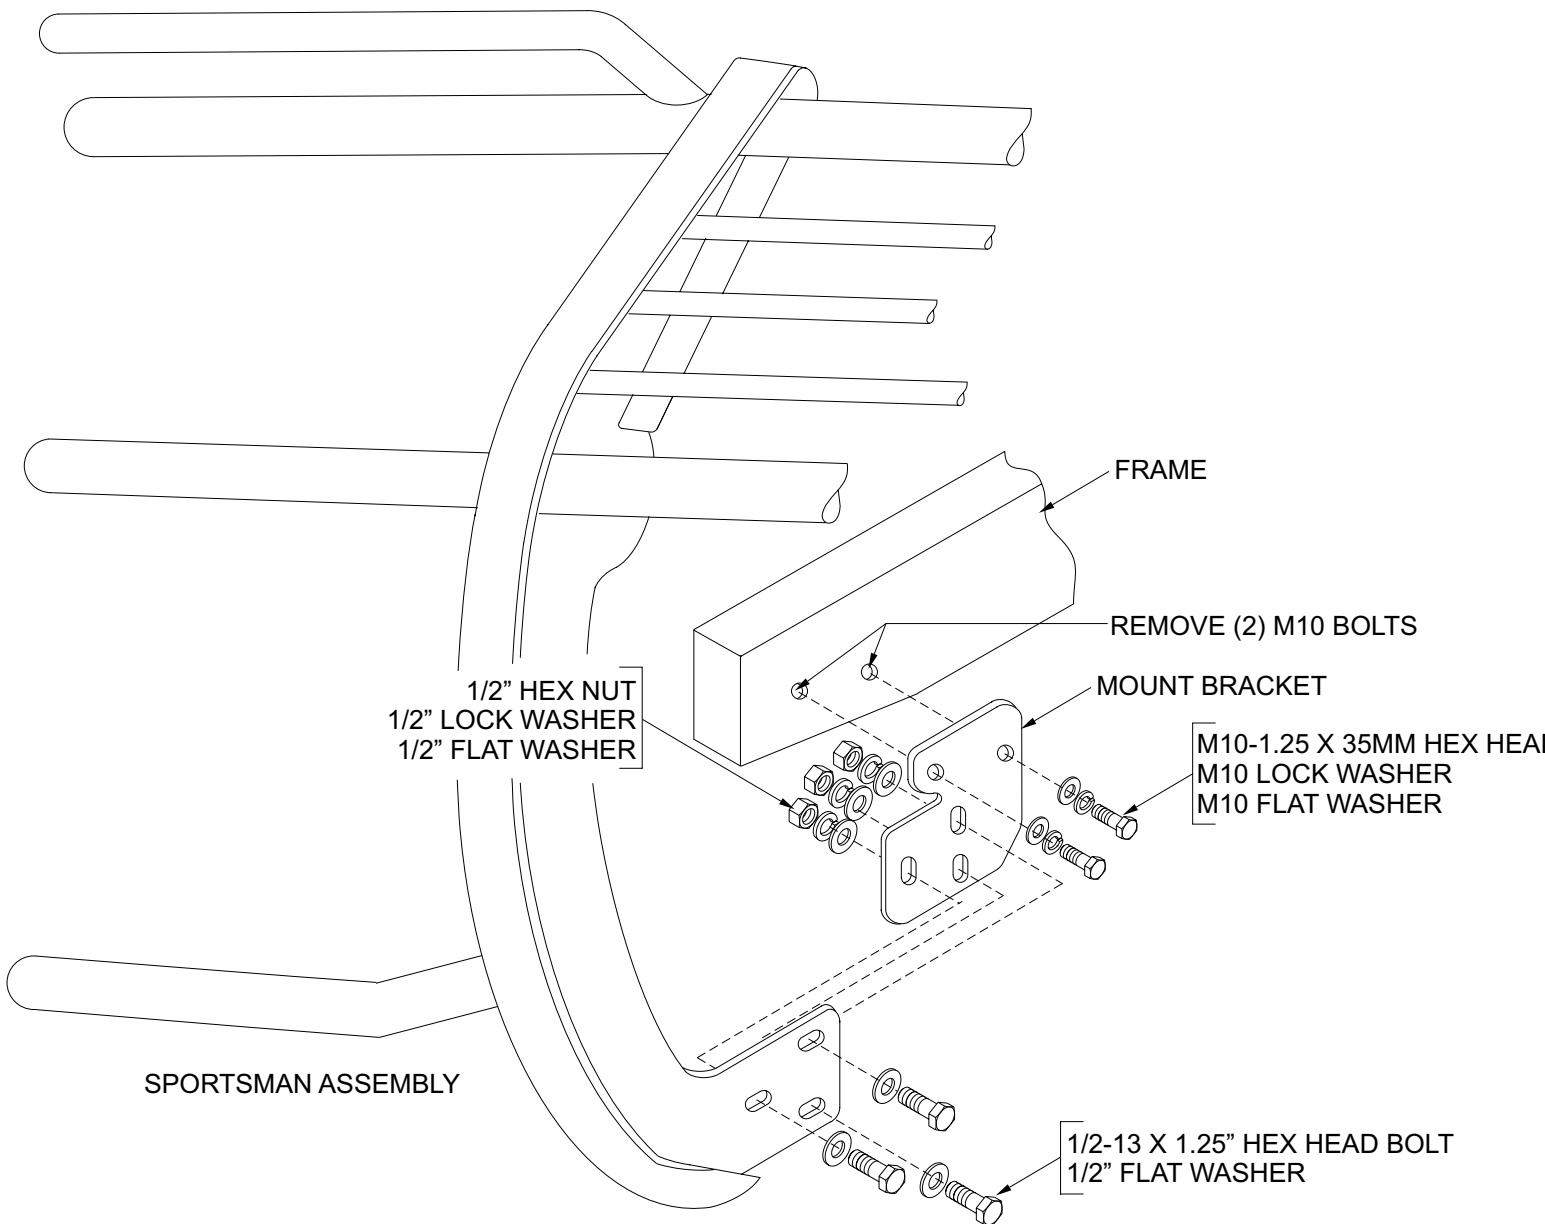 FRAME
REMOVE (2) M10 BOLTS
1/2” HEX NUT
1/2” LOCK WASHER
1/2” FLAT WASHER
MOUNT BRACKET
M10-1.25 X 35MM HEX
M10 LOCK WASHER
M10 FLAT WASHER
SPORTSMAN ASSEMBLY
1/2-13 X 1.25” HEX HEAD BOLT
1/2” FLAT WASHER